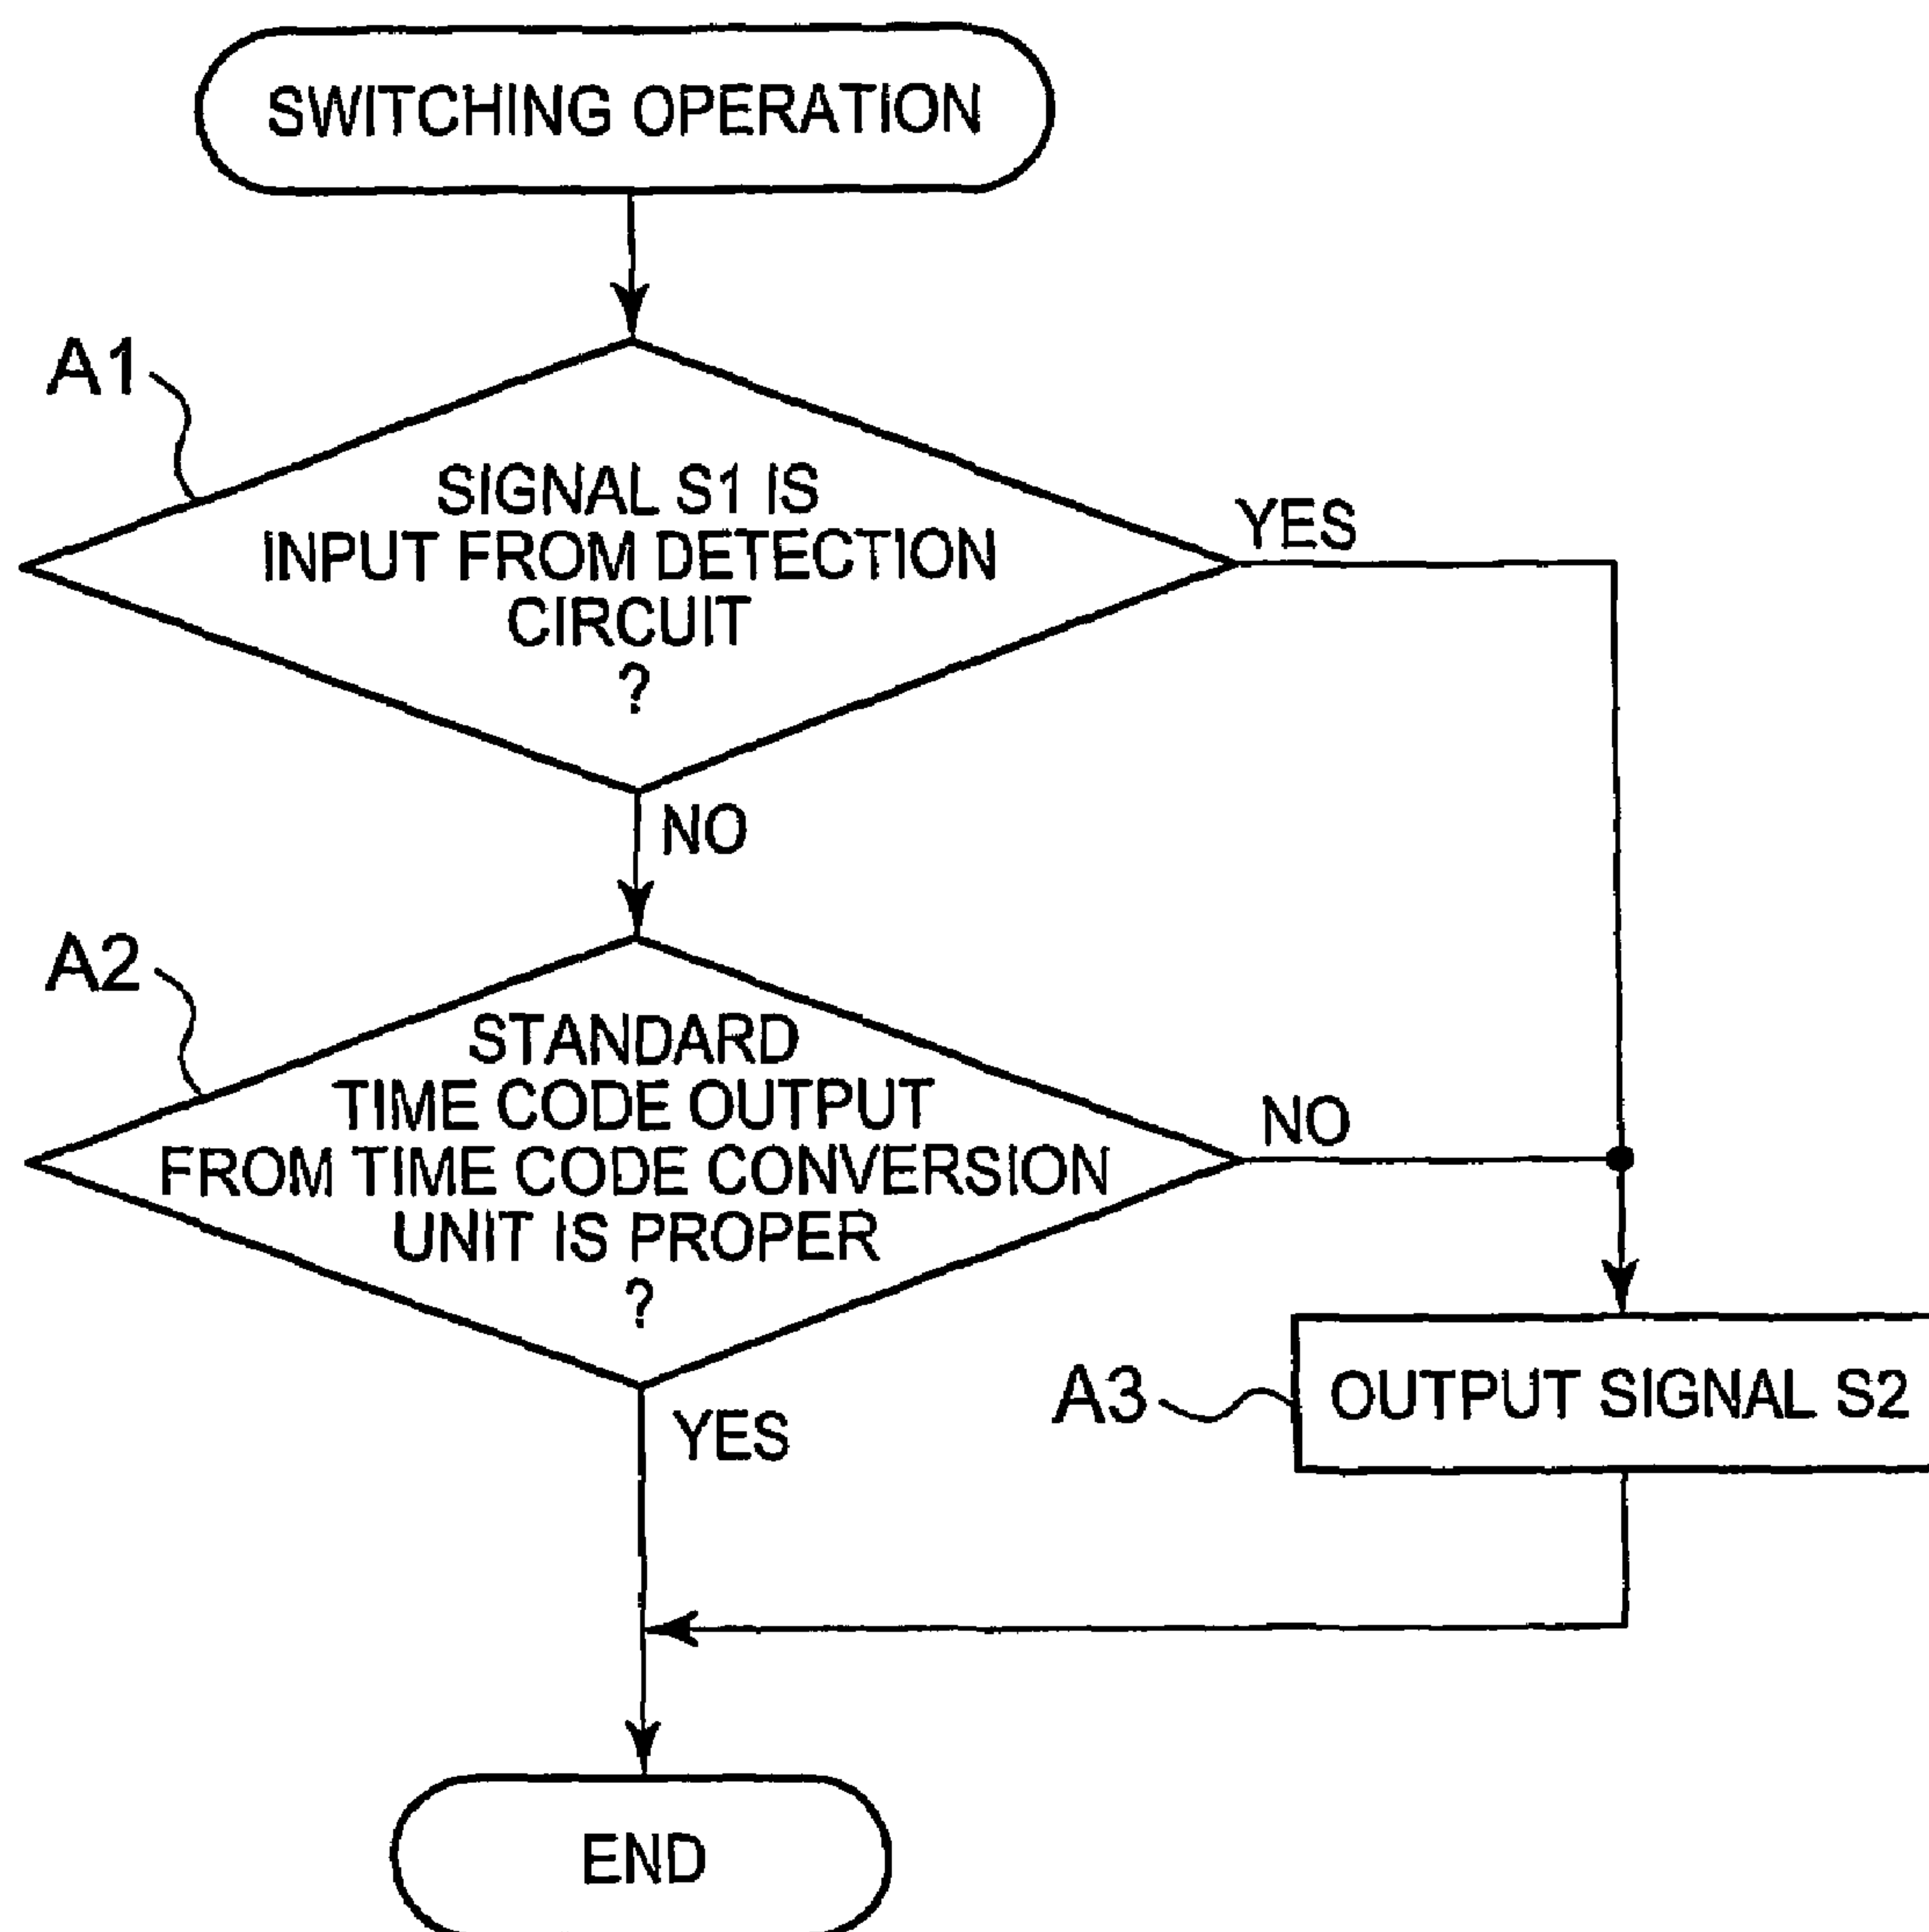 SWITCHING OPERATION
A1
SIGNAL S1 IS
INPUT FROM DETECTION
CIRCUIT
?
YES
NO
A2
STANDARD
TIME CODE OUTPUT
FROM TIME CODE CONVERSION
UNIT IS PROPER
?
NO
YES
A3
OUTPUT SIGNAL S2
END